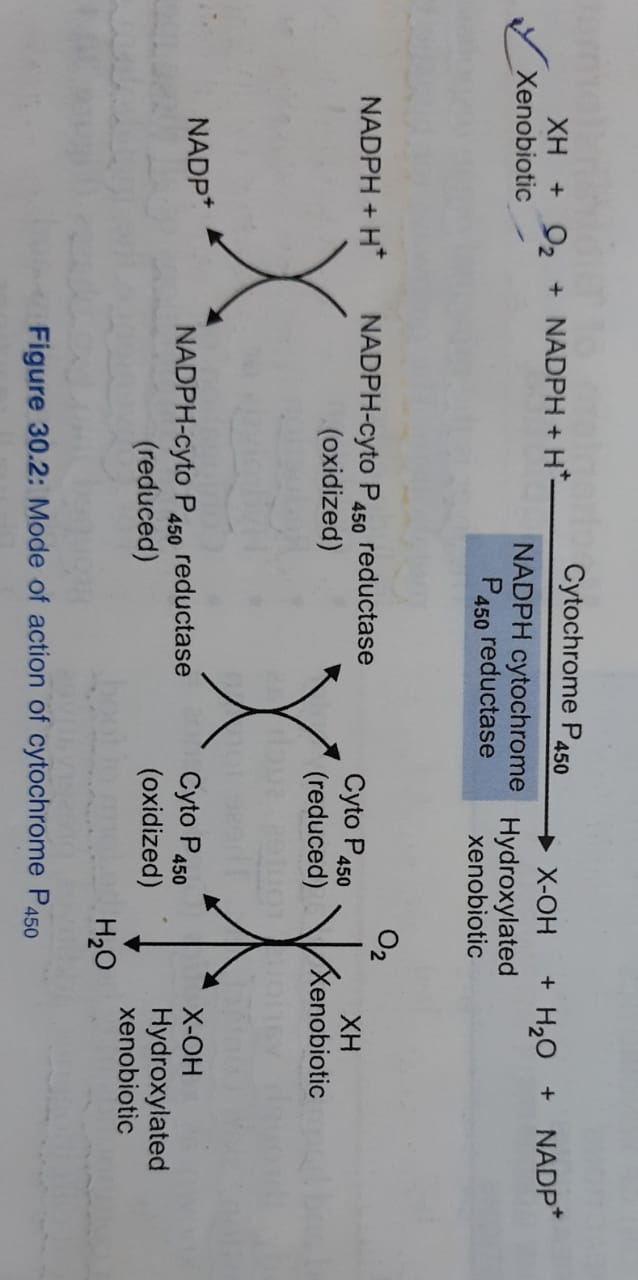 XH + O₂ + NADPH + H⁺ Cytochrome P₄₅₀ X-OH + H₂O + NADP⁺
Xenobiotic NADPH cytochrome Hydroxylated
P₄₅₀ reductase xenobiotic
O₂
NADPH + H⁺ NADPH-cyto P₄₅₀ reductase Cyto P₄₅₀ XH
(oxidized) (reduced) Xenobiotic
NADP⁺ NADPH-cyto P₄₅₀ reductase Cyto P₄₅₀ X-OH
(reduced) (oxidized) Hydroxylated
xenobiotic
H₂O
Figure 30.2: Mode of action of cytochrome P₄₅₀